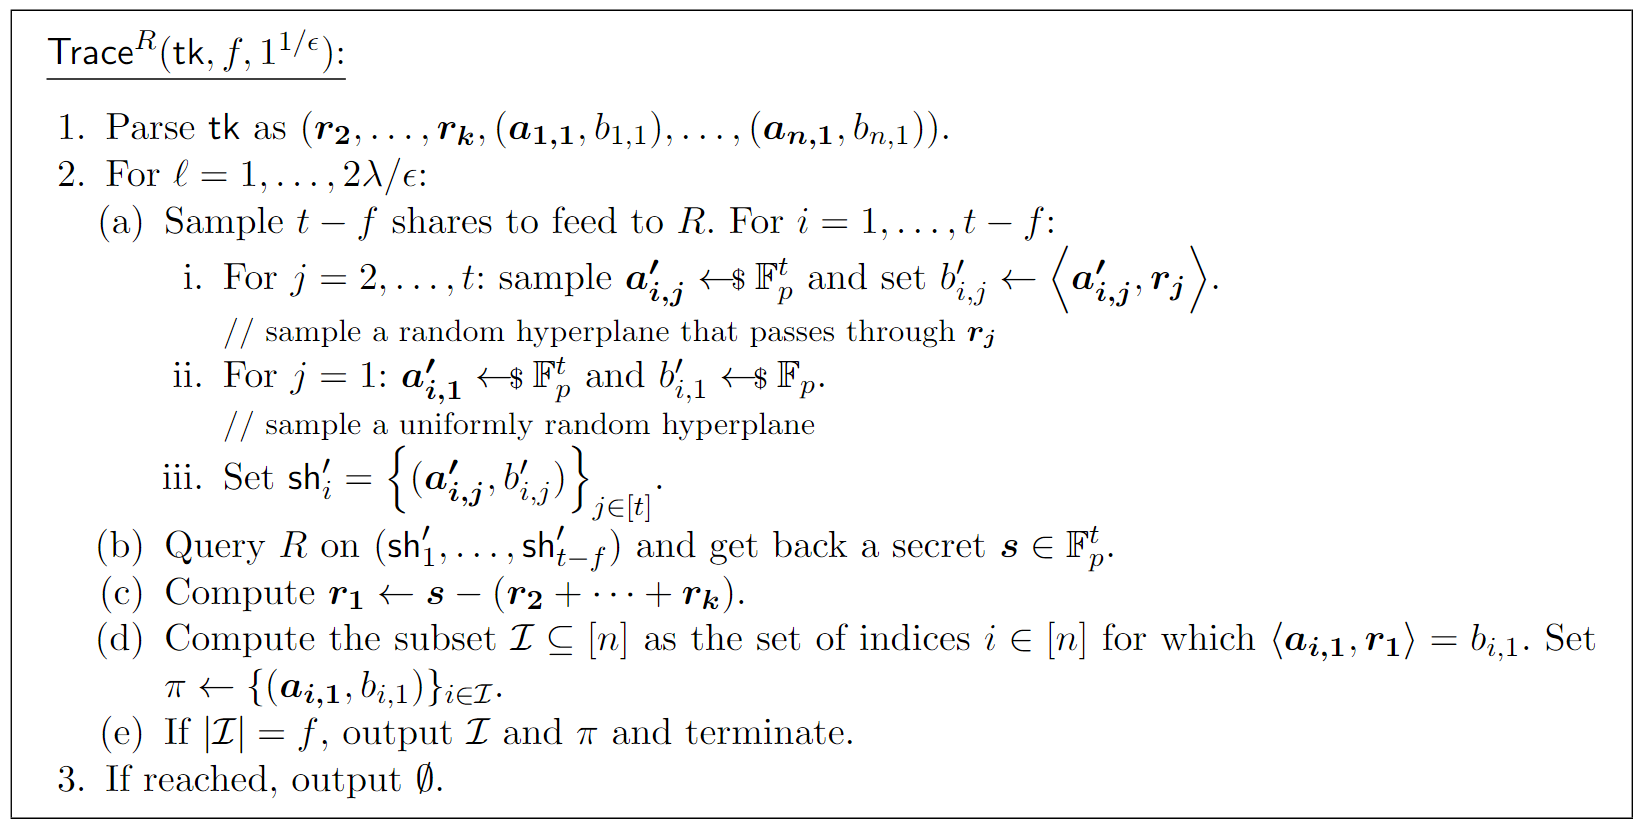 Trace^R(tk, f, 1^{1/ϵ}):
1. Parse tk as (r_2, . . . , r_k, (a_{1,1}, b_{1,1}), . . . , (a_{n,1}, b_{n,1})).
2. For ℓ = 1, . . . , 2λ/ϵ:
(a) Sample t − f shares to feed to R. For i = 1, . . . , t − f:
i. For j = 2, . . . , t: sample a′_{i,j} ←$ 𝔽_p^t and set b′_{i,j} ← ⟨a′_{i,j}, r_j⟩.
// sample a random hyperplane that passes through r_j
ii. For j = 1: a′_{i,1} ←$ 𝔽_p^t and b′_{i,1} ←$ 𝔽_p.
// sample a uniformly random hyperplane
iii. Set sh′_i = {(a′_{i,j}, b′_{i,j})}_{j∈[t]}.
(b) Query R on (sh′_1, . . . , sh′_{t−f}) and get back a secret s ∈ 𝔽_p^t.
(c) Compute r_1 ← s − (r_2 + · · · + r_k).
(d) Compute the subset ℐ ⊆ [n] as the set of indices i ∈ [n] for which ⟨a_{i,1}, r_1⟩ = b_{i,1}. Set
π ← {(a_{i,1}, b_{i,1})}_{i∈ℐ}.
(e) If |ℐ| = f, output ℐ and π and terminate.
3. If reached, output ∅.